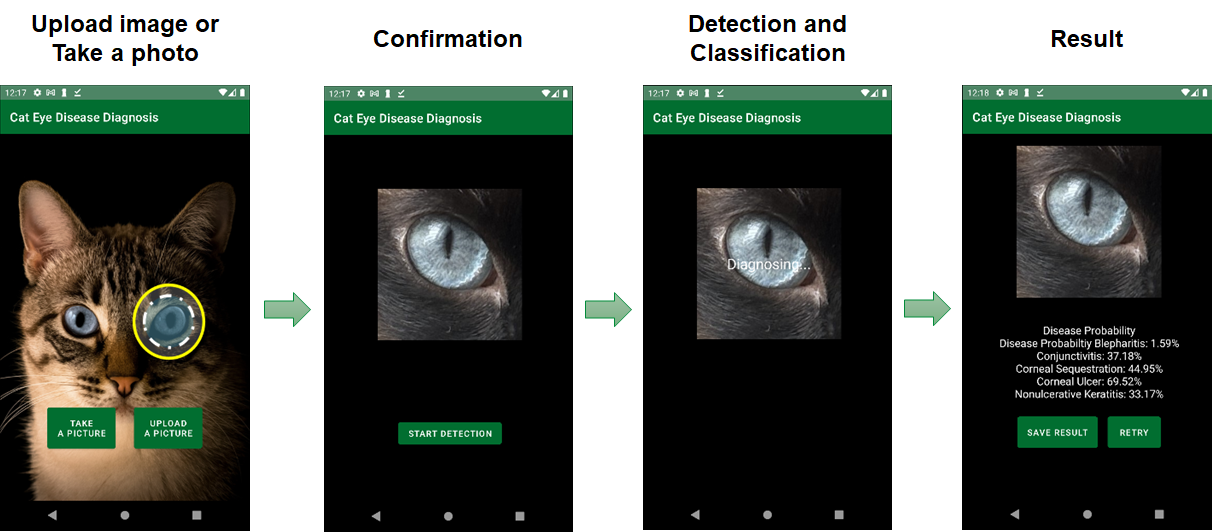 Upload image or
Take a photo
Confirmation
Detection and
Classification
Result
12:17
Cat Eye Disease Diagnosis
TAKE
A PICTURE
UPLOAD
A PICTURE
12:17
Cat Eye Disease Diagnosis
START DETECTION
12:17
Cat Eye Disease Diagnosis
Diagnosing...
12:18
Cat Eye Disease Diagnosis
Disease Probability
Disease Probabiltiy Blepharitis: 1.59%
Conjunctivitis: 37.18%
Corneal Sequestration: 44.95%
Corneal Ulcer: 69.52%
Nonulcerative Keratitis: 33.17%
SAVE RESULT
RETRY